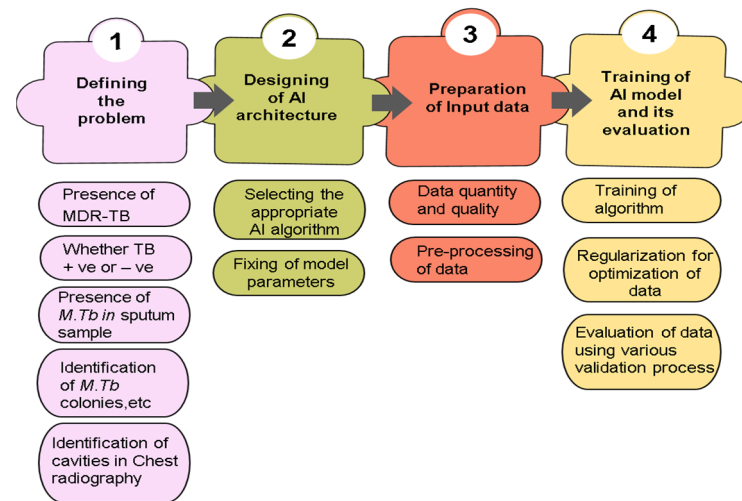 1
Defining
the
problem
2
Designing
of AI
architecture
3
Preparation
of Input data
4
Training of
AI model
and its
evaluation
Presence of
MDR-TB
Whether TB
+ ve or – ve
Presence of
M.Tb in sputum
sample
Identification
of M.Tb
colonies,etc
Identification of
cavities in Chest
radiography
Selecting the
appropriate
AI algorithm
Fixing of model
parameters
Data quantity
and quality
Pre-processing
of data
Training of
algorithm
Regularization for
optimization of
data
Evaluation of data
using various
validation process